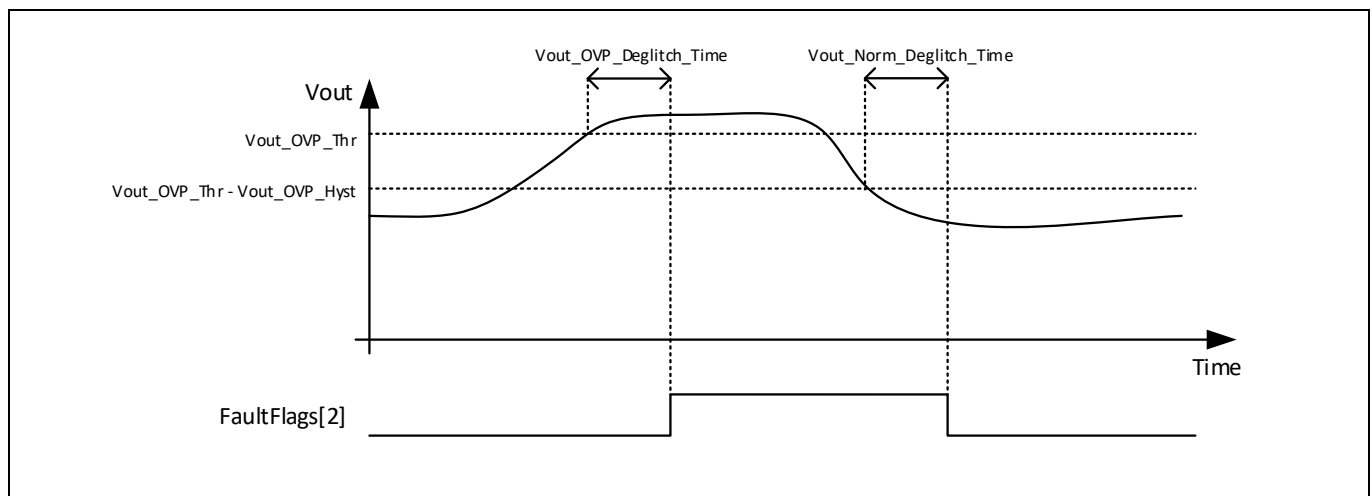 Vout_OVP_Deglitch_Time
Vout_Norm_Deglitch_Time
Vout
Vout_OVP_Thr
Vout_OVP_Thr - Vout_OVP_Hyst
Time
FaultFlags[2]